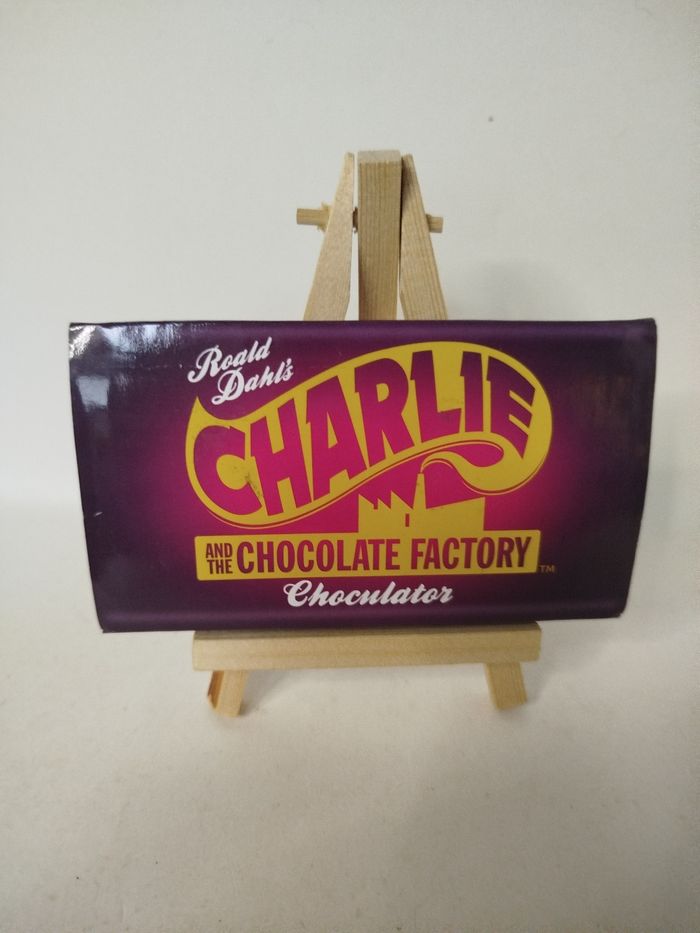 Roald
Dahl's
CHARLIE
AND THE CHOCOLATE FACTORY TM
Choculator